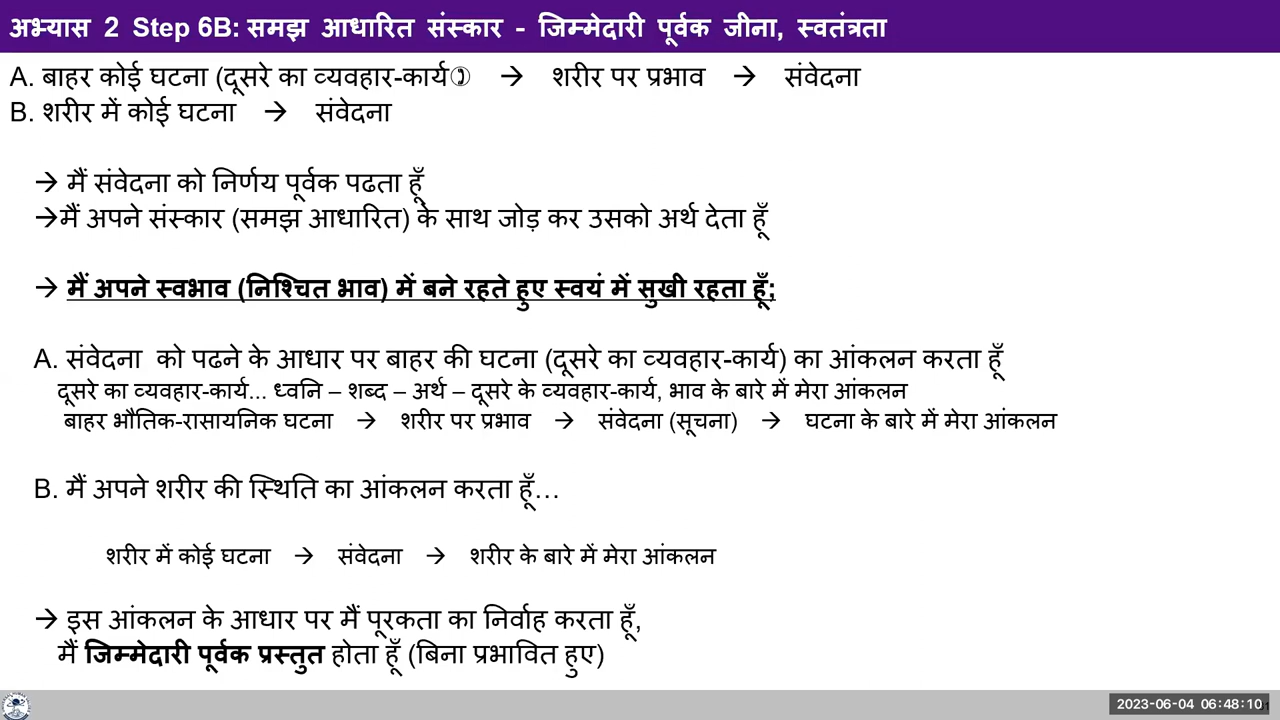 अभ्यास 2 Step 6B: समझ आधारित संस्कार - जिम्मेदारी पूर्वक जीना, स्वतंत्रता
A. बाहर कोई घटना (दूसरे का व्यवहार-कार्य) → शरीर पर प्रभाव → संवेदना
B. शरीर में कोई घटना → संवेदना
→ मैं संवेदना को निर्णय पूर्वक पढता हूँ
→मैं अपने संस्कार (समझ आधारित) के साथ जोड़ कर उसको अर्थ देता हूँ
→ मैं अपने स्वभाव (निश्चित भाव) में बने रहते हुए स्वयं में सुखी रहता हूँ;
A. संवेदना को पढने के आधार पर बाहर की घटना (दूसरे का व्यवहार-कार्य) का आंकलन करता हूँ
दूसरे का व्यवहार-कार्य... ध्वनि – शब्द – अर्थ – दूसरे के व्यवहार-कार्य, भाव के बारे में मेरा आंकलन
बाहर भौतिक-रासायनिक घटना → शरीर पर प्रभाव → संवेदना (सूचना) → घटना के बारे में मेरा आंकलन
B. मैं अपने शरीर की स्थिति का आंकलन करता हूँ…
शरीर में कोई घटना → संवेदना → शरीर के बारे में मेरा आंकलन
→ इस आंकलन के आधार पर मैं पूरकता का निर्वाह करता हूँ,
मैं जिम्मेदारी पूर्वक प्रस्तुत होता हूँ (बिना प्रभावित हुए)
2023-06-04 06:48:10